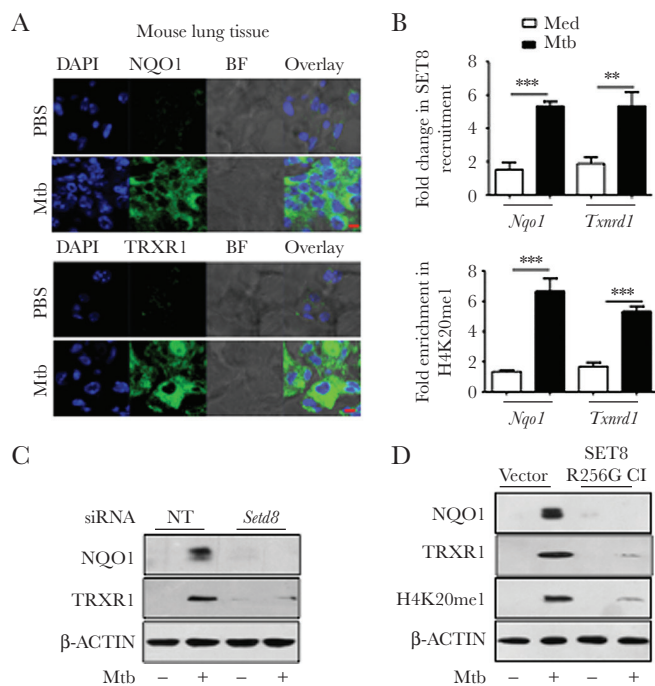 A
Mouse lung tissue
DAPI NQO1 BF Overlay
PBS
Mtb
DAPI TRXR1 BF Overlay
PBS
Mtb
B
Med
Mtb
Fold change in SET8
recruitment
6
4
2
0
*** **
Nqo1 Txnrd1
Fold enrichment in
H4K20me1
8
6
4
2
0
*** ***
Nqo1 Txnrd1
C
siRNA NT Setd8
NQO1
TRXR1
β-ACTIN
Mtb – + – +
D
SET8
Vector R256G CI
NQO1
TRXR1
H4K20me1
β-ACTIN
Mtb – + – +